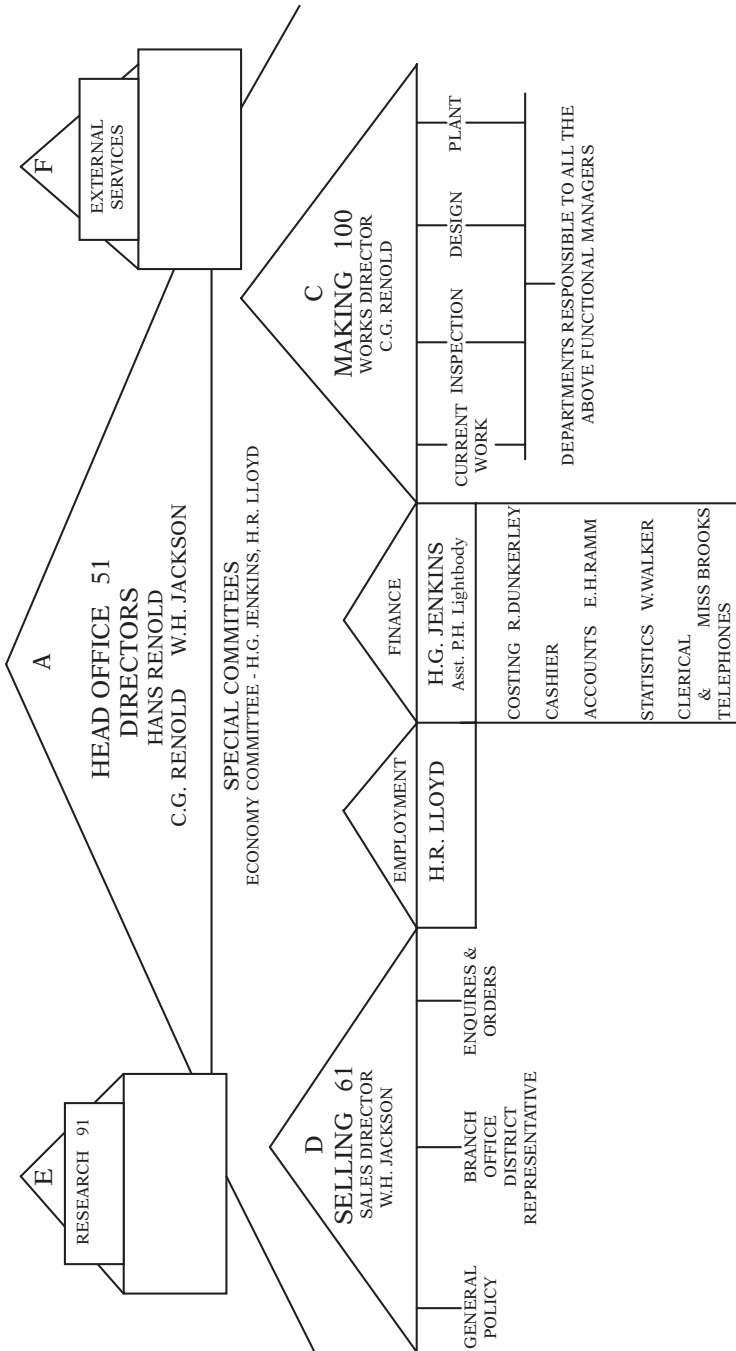 A
HEAD OFFICE 51
DIRECTORS
HANS RENOLD
C.G. RENOLD W.H. JACKSON
SPECIAL COMMITEES
ECONOMY COMMITTEE - H.G. JENKINS, H.R. LLOYD
E
RESEARCH 91
F
EXTERNAL
SERVICES
D
SELLING 61
SALES DIRECTOR
W.H. JACKSON
GENERAL
POLICY
BRANCH
OFFICE
DISTRICT
REPRESENTATIVE
ENQUIRES &
ORDERS
EMPLOYMENT
H.R. LLOYD
FINANCE
H.G. JENKINS
Asst. P.H. Lightbody
COSTING R.DUNKERLEY
CASHIER
ACCOUNTS E.H.RAMM
STATISTICS W.WALKER
CLERICAL
& MISS BROOKS
TELEPHONES
C
MAKING 100
WORKS DIRECTOR
C.G. RENOLD
CURRENT
WORK
INSPECTION
DESIGN
PLANT
DEPARTMENTS RESPONSIBLE TO ALL THE
ABOVE FUNCTIONAL MANAGERS